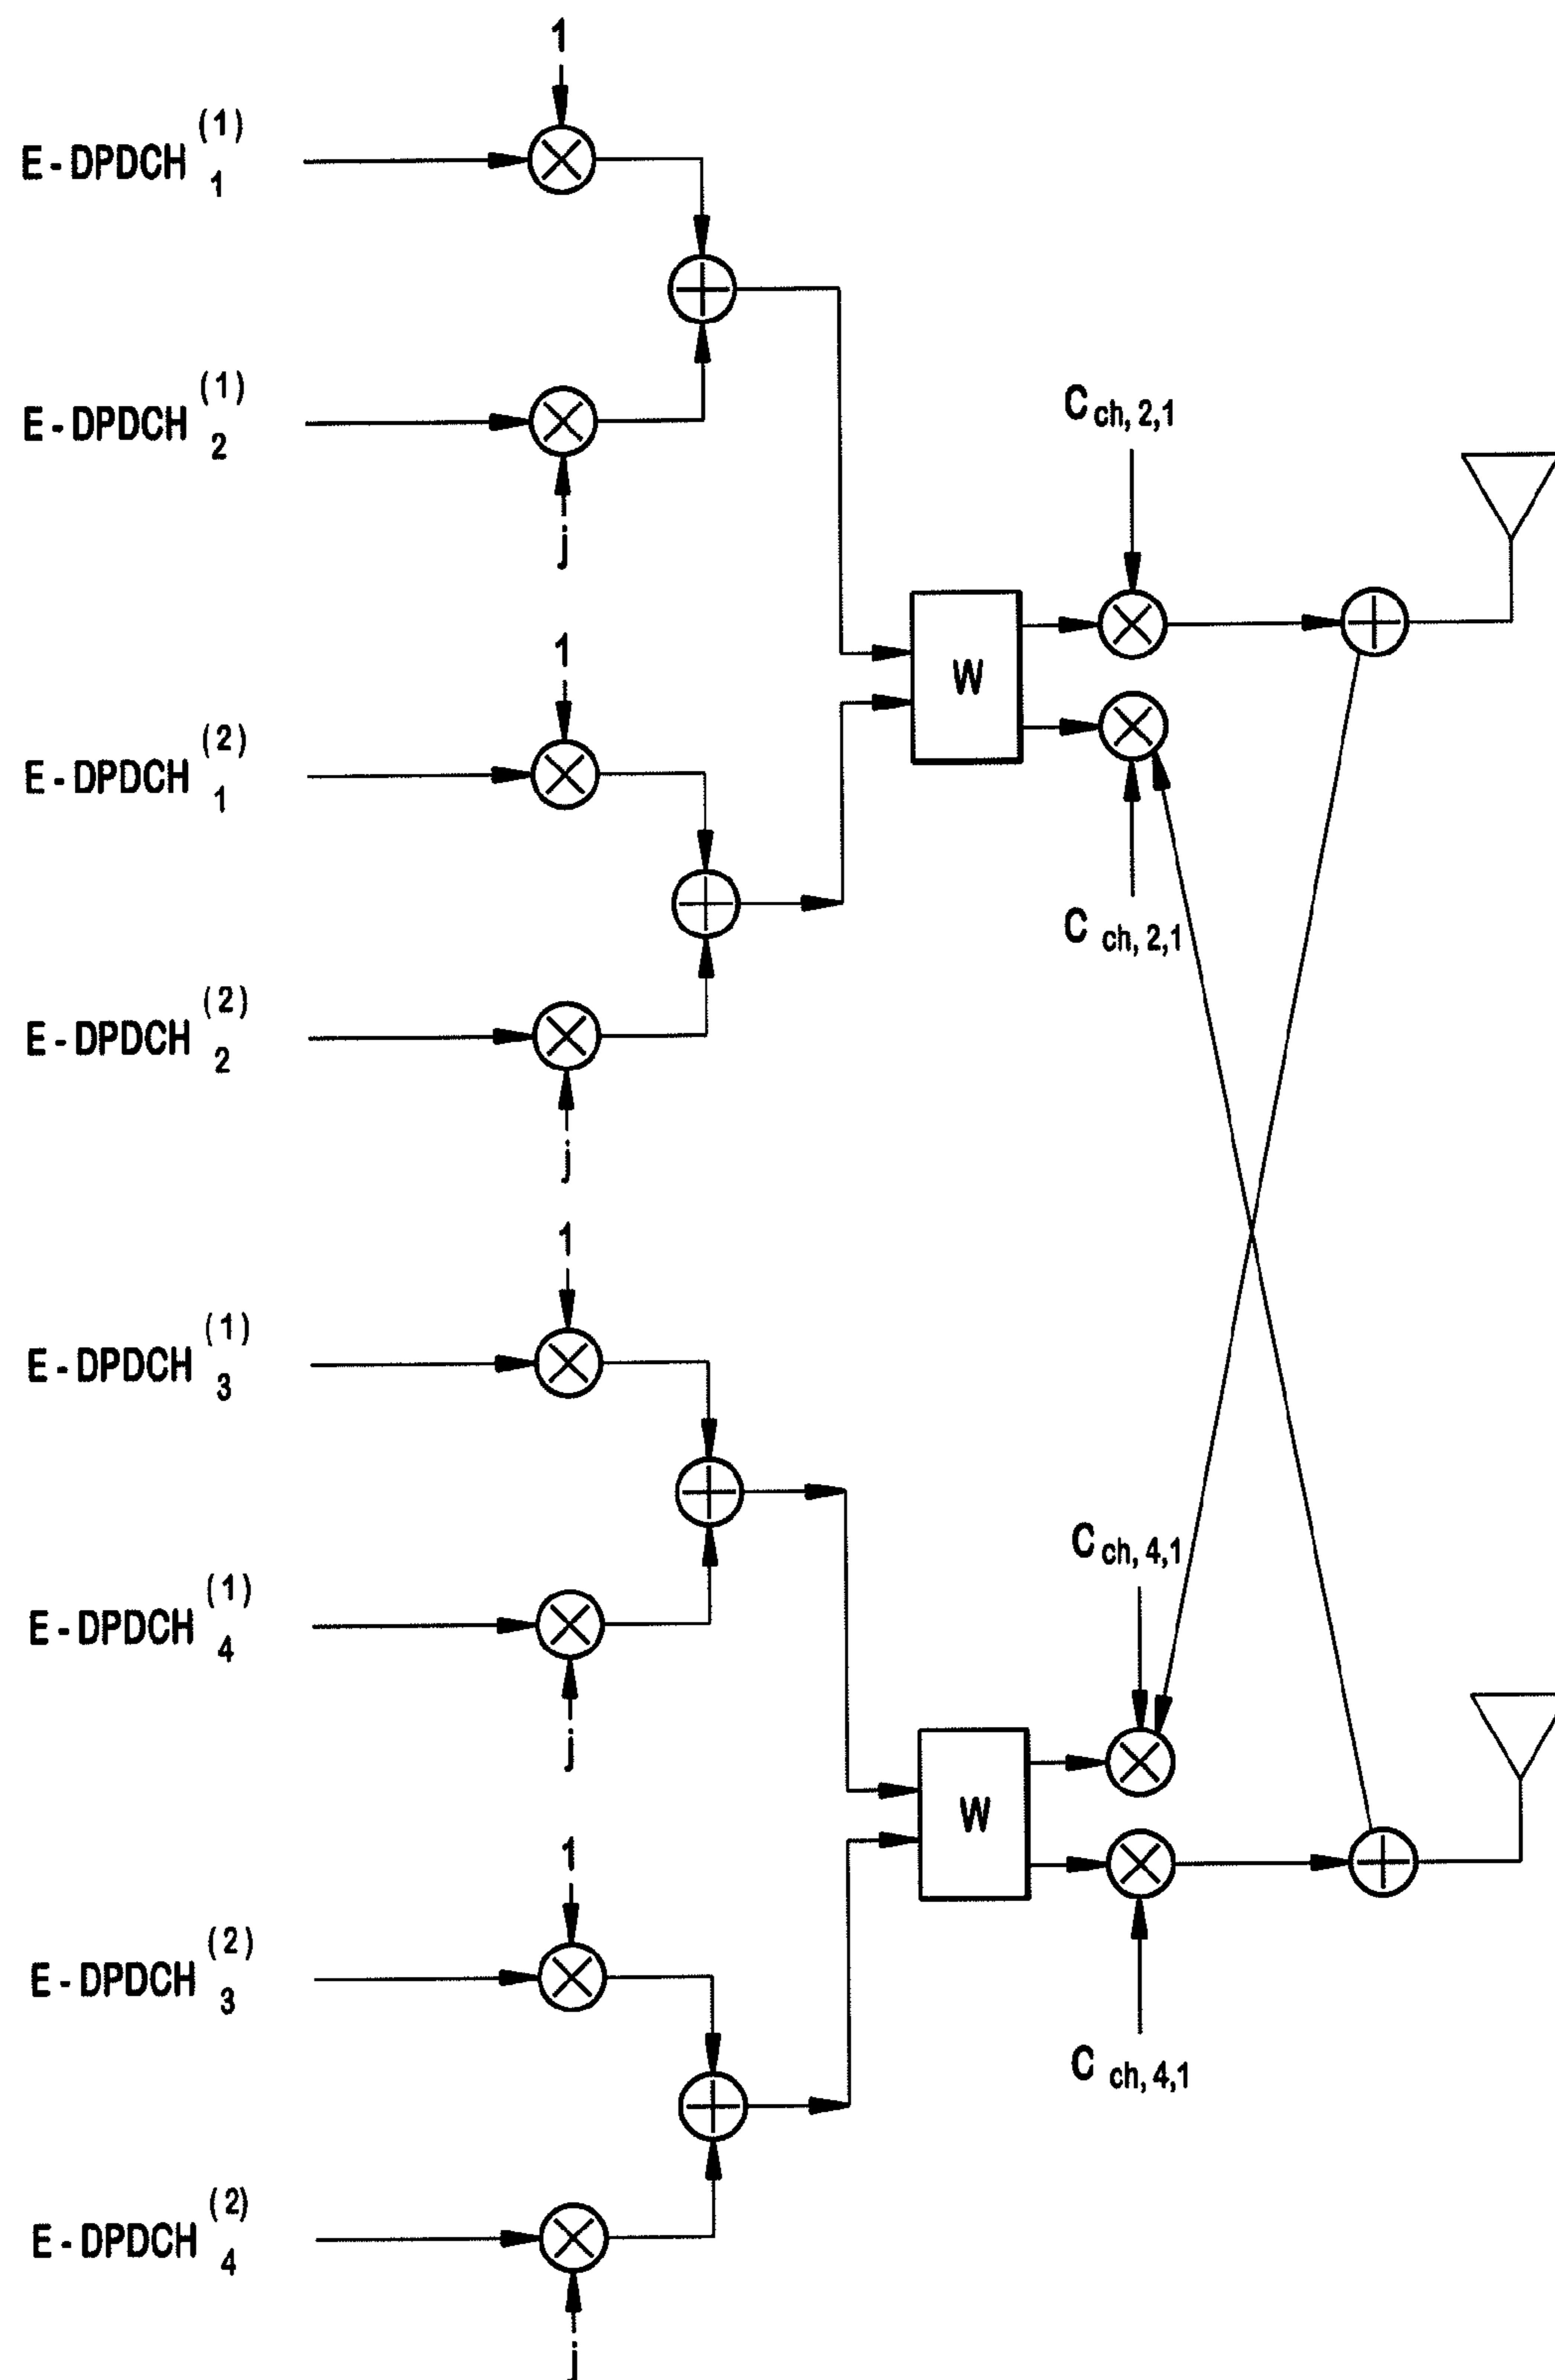 1
E-DPDCH (1) 1
E-DPDCH (1) 2
C ch, 2,1
j
1
W
E-DPDCH (2) 1
C ch, 2,1
E-DPDCH (2) 2
j
1
E-DPDCH (1) 3
C ch, 4,1
E-DPDCH (1) 4
j
W
1
E-DPDCH (2) 3
C ch, 4,1
E-DPDCH (2) 4
j